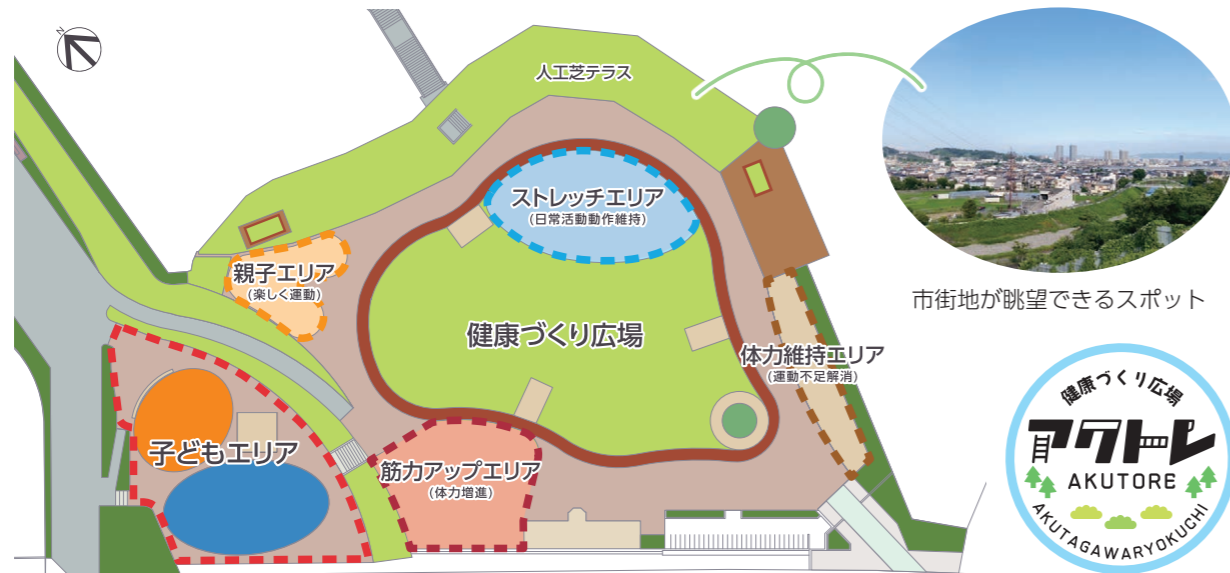 N
人工芝テラス
ストレッチエリア
(日常活動動作維持)
親子エリア
(楽しく運動)
健康づくり広場
体力維持エリア
(運動不足解消)
子どもエリア
筋力アップエリア
(体力増進)
市街地が眺望できるスポット
健康づくり広場
アクトレ
AKUTORE
AKUTAGAWARYOKUCHI